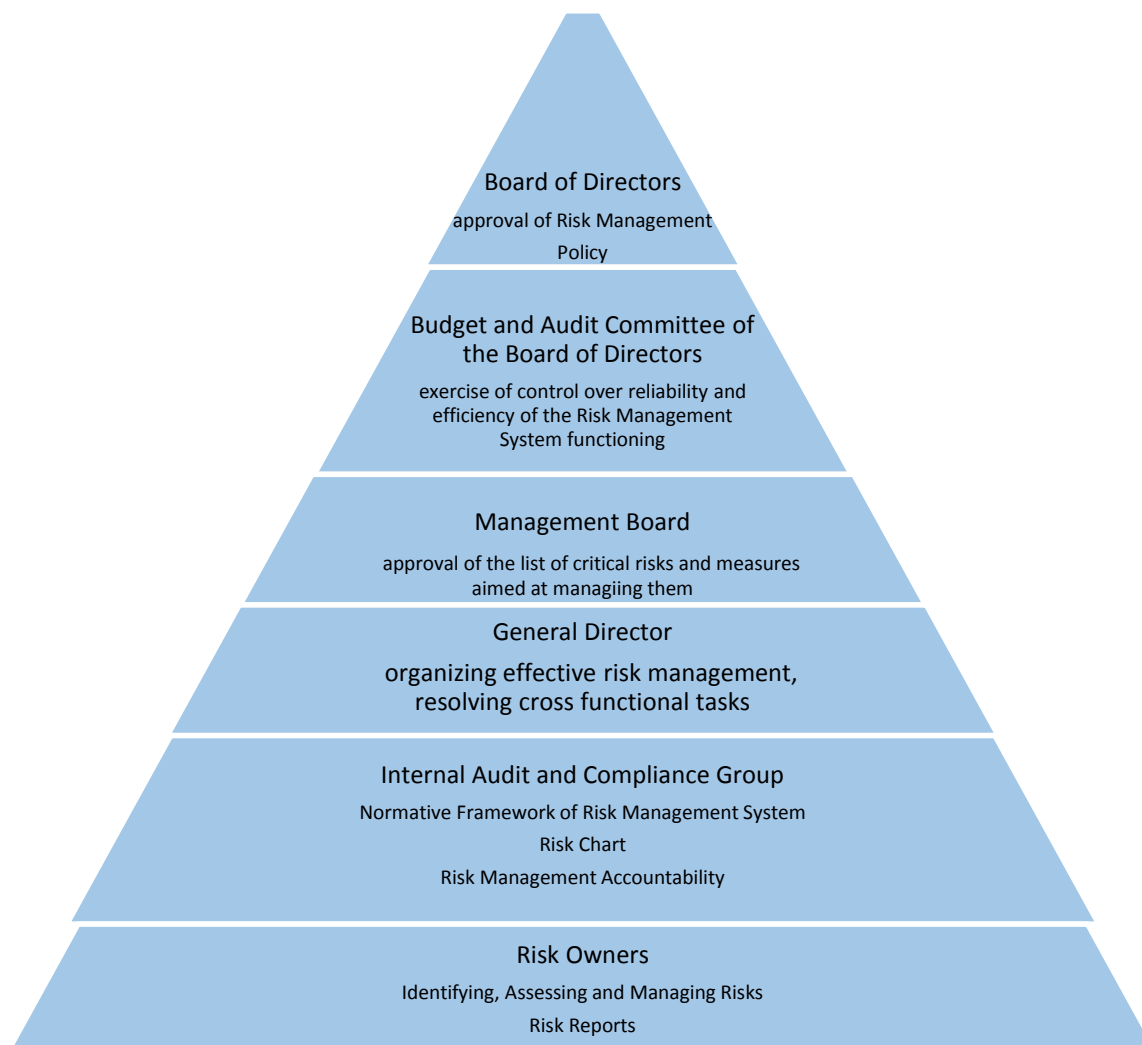 Board of Directors
approval of Risk Management
Policy
Budget and Audit Committee of
the Board of Directors
exercise of control over reliability and
efficiency of the Risk Management
System functioning
Management Board
approval of the list of critical risks and measures
aimed at managiing them
General Director
organizing effective risk management,
resolving cross functional tasks
Internal Audit and Compliance Group
Normative Framework of Risk Management System
Risk Chart
Risk Management Accountability
Risk Owners
Identifying, Assessing and Managing Risks
Risk Reports